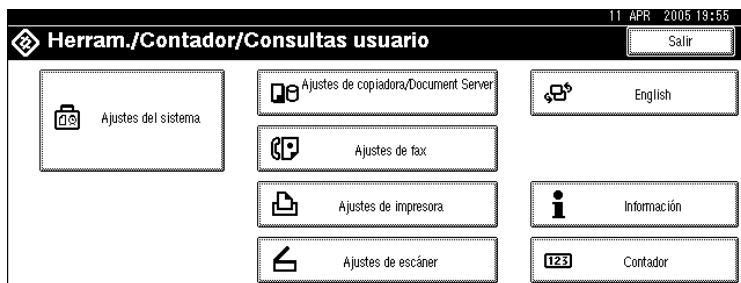 11 APR 2005 19:55
Herram./Contador/Consultas usuario
Salir
Ajustes del sistema
Ajustes de copiadora/Document Server
English
Ajustes de fax
Ajustes de impresora
Información
Ajustes de escáner
123
Contador